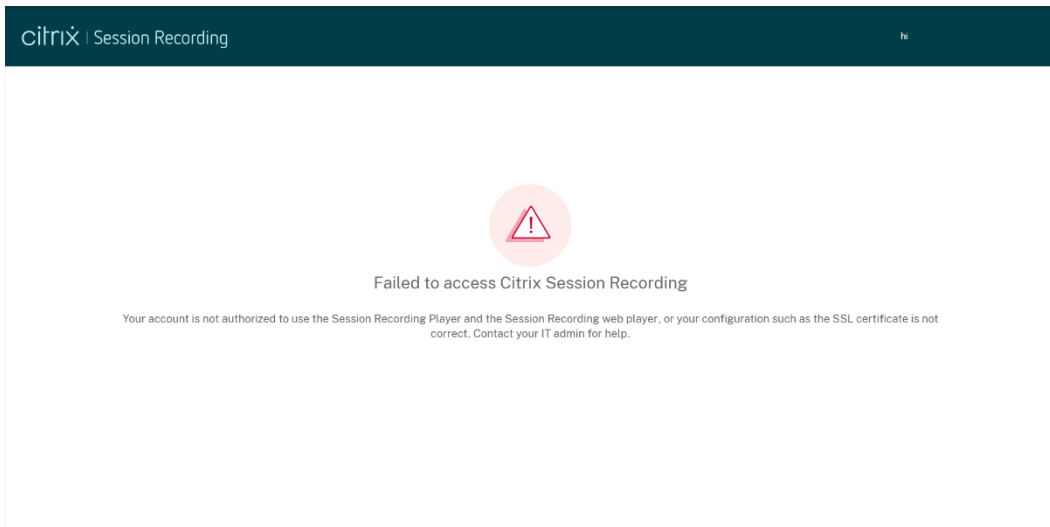 citrix | Session Recording
hi
Failed to access Citrix Session Recording
Your account is not authorized to use the Session Recording Player and the Session Recording web player, or your configuration such as the SSL certificate is not
correct. Contact your IT admin for help.